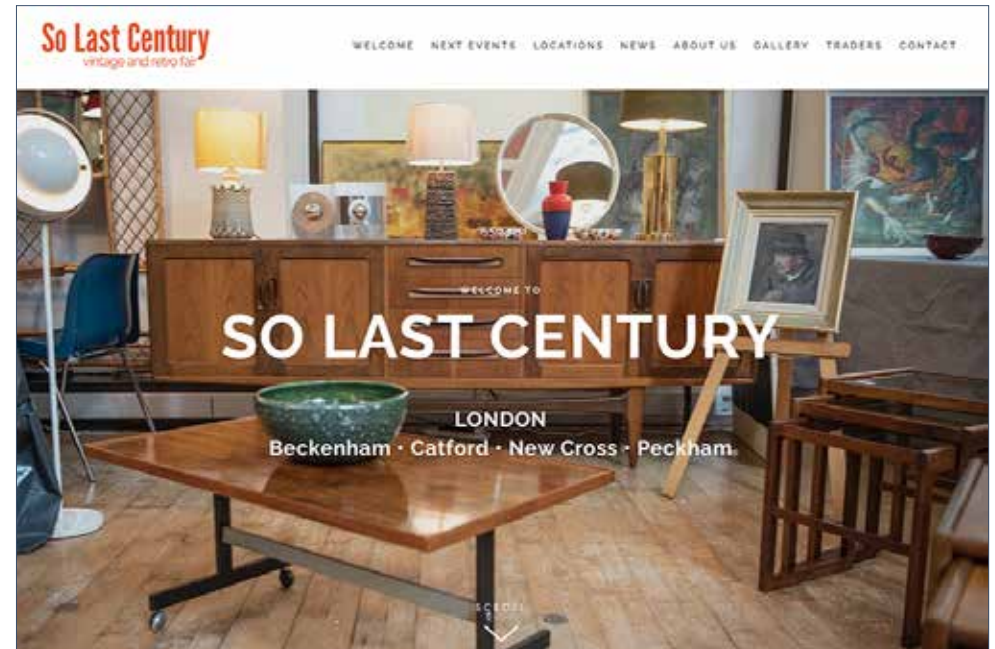 So Last Century
vintage and retro fair
WELCOME NEXT EVENTS LOCATIONS NEWS ABOUT US GALLERY TRADERS CONTACT
WELCOME TO
SO LAST CENTURY
LONDON
Beckenham · Catford · New Cross · Peckham
SCROLL